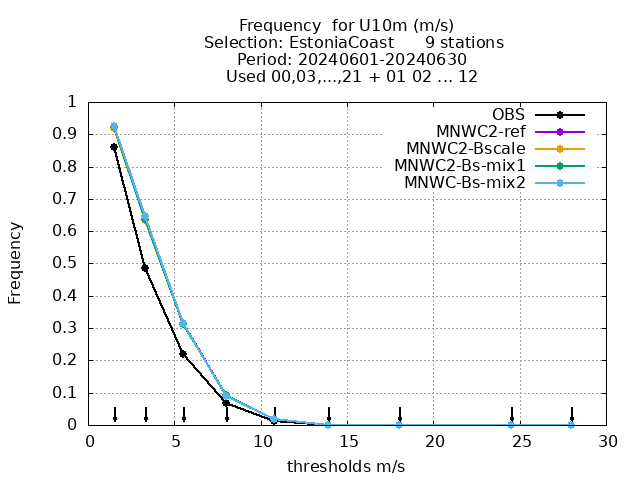 Frequency  for U10m (m/s)
Selection: EstoniaCoast      9 stations
Period: 20240601-20240630
Used 00,03,...,21 + 01 02 ... 12
OBS
MNWC2-ref
MNWC2-Bscale
MNWC2-Bs-mix1
MNWC-Bs-mix2
Frequency
1
0.9
0.8
0.7
0.6
0.5
0.4
0.3
0.2
0.1
0
0 5 10 15 20 25 30
thresholds m/s